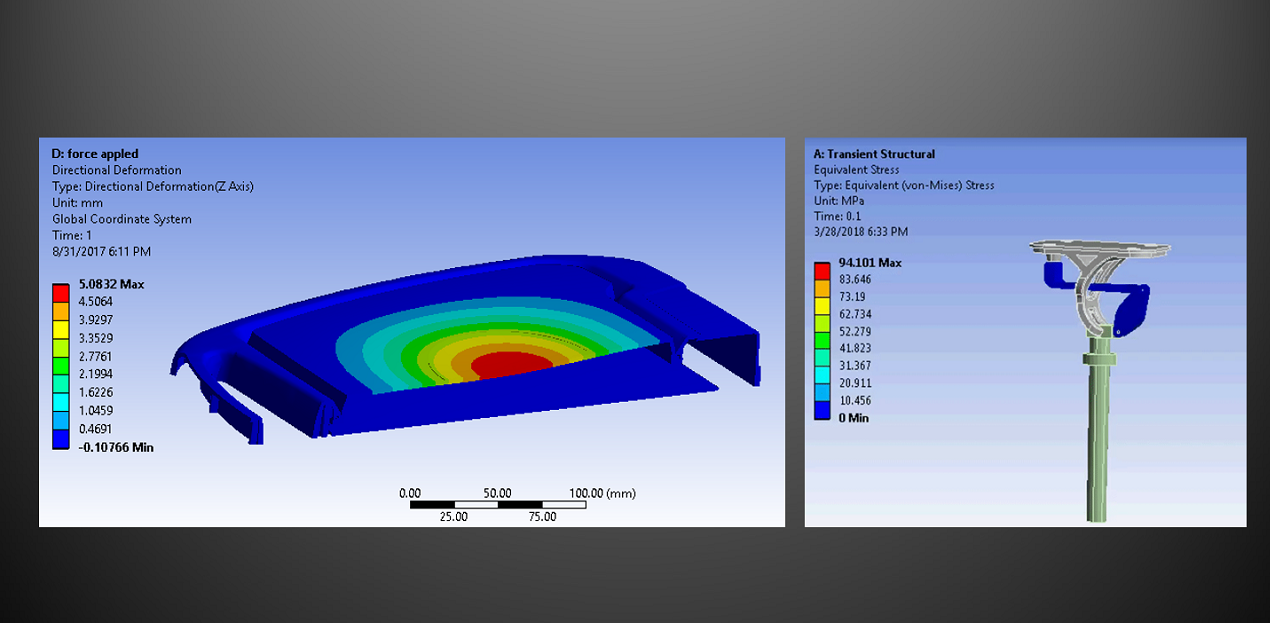 D: force appled
Directional Deformation
Type: Directional Deformation(Z Axis)
Unit: mm
Global Coordinate System
Time: 1
8/31/2017 6:11 PM
5.0832 Max
4.5064
3.9297
3.3529
2.7761
2.1994
1.6226
1.0459
0.4691
-0.10766 Min
0.00 50.00 100.00 (mm)
25.00 75.00
A: Transient Structural
Equivalent Stress
Type: Equivalent (von-Mises) Stress
Unit: MPa
Time: 0.1
3/28/2018 6:33 PM
94.101 Max
83.646
73.19
62.734
52.279
41.823
31.367
20.911
10.456
0 Min